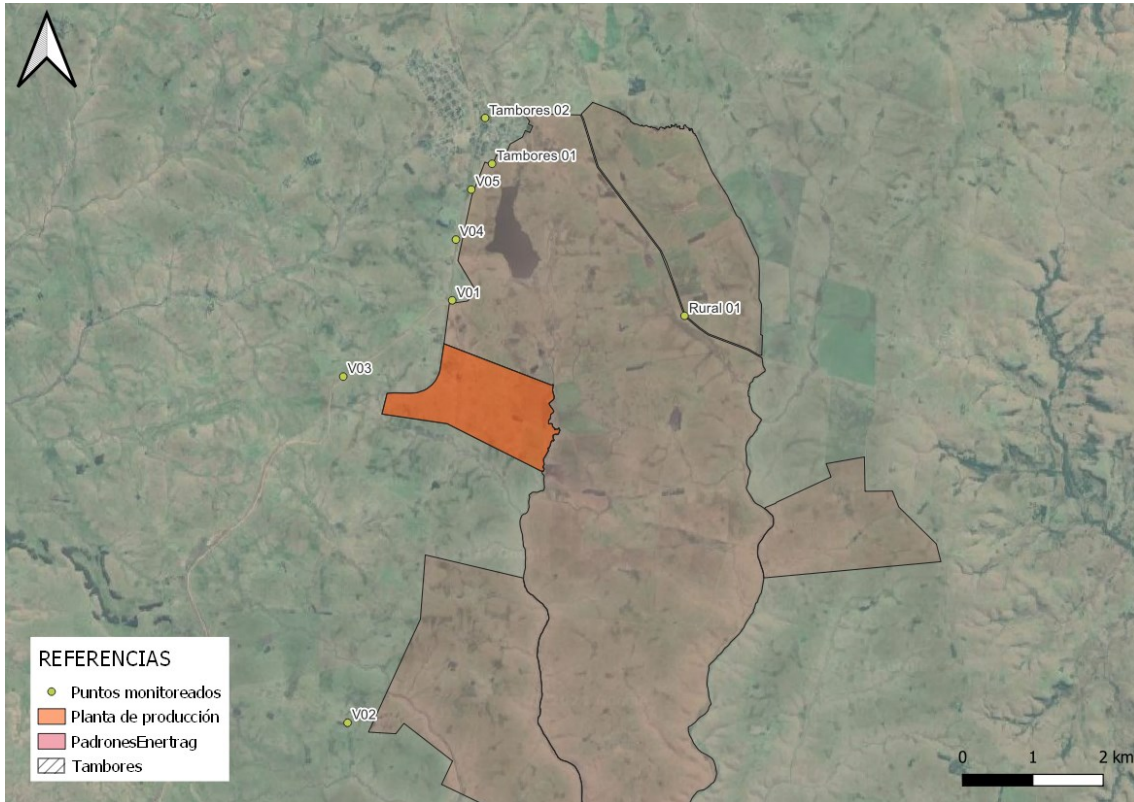 Tambores 02
Tambores 01
V05
V04
V01
Rural 01
V03
V02
REFERENCIAS
Puntos monitoreados
Planta de producción
PadronesEnertrag
Tambores
0 1 2 km